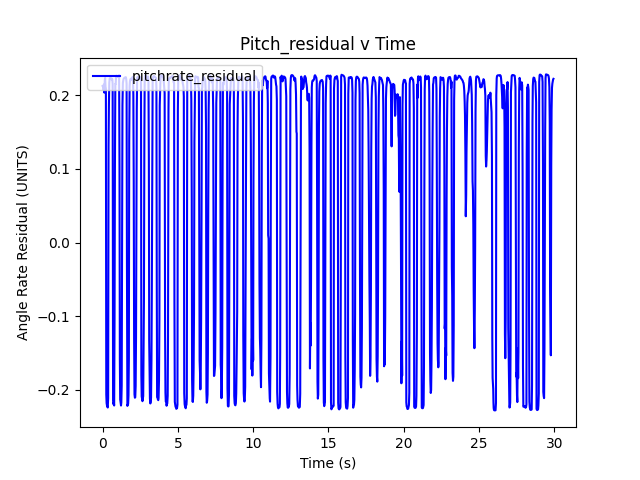 Pitch_residual v Time
pitchrate_residual
Angle Rate Residual (UNITS)
0.2
0.1
0.0
−0.1
−0.2
0 5 10 15 20 25 30
Time (s)